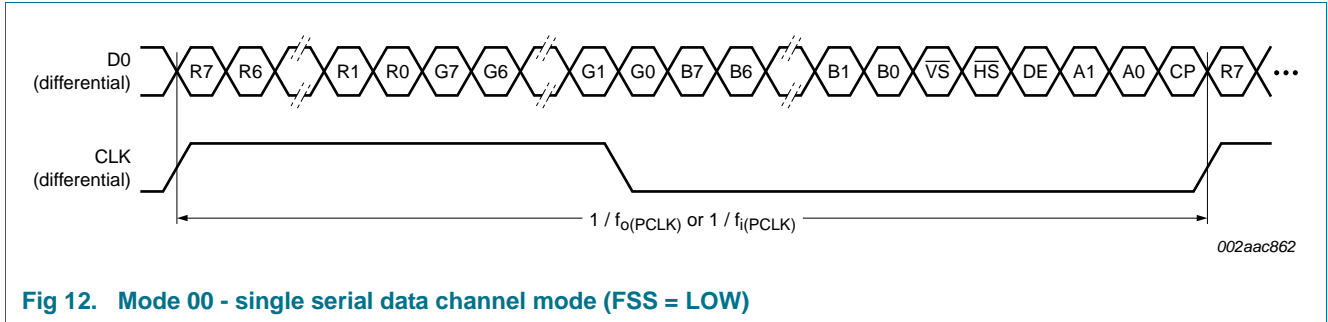 D0
(differential)
R7 R6 R1 R0 G7 G6 G1 G0 B7 B6 B1 B0 VS HS DE A1 A0 CP R7 •••
CLK
(differential)
1 / fo(PCLK) or 1 / fi(PCLK)
002aac862
Fig 12. Mode 00 - single serial data channel mode (FSS = LOW)